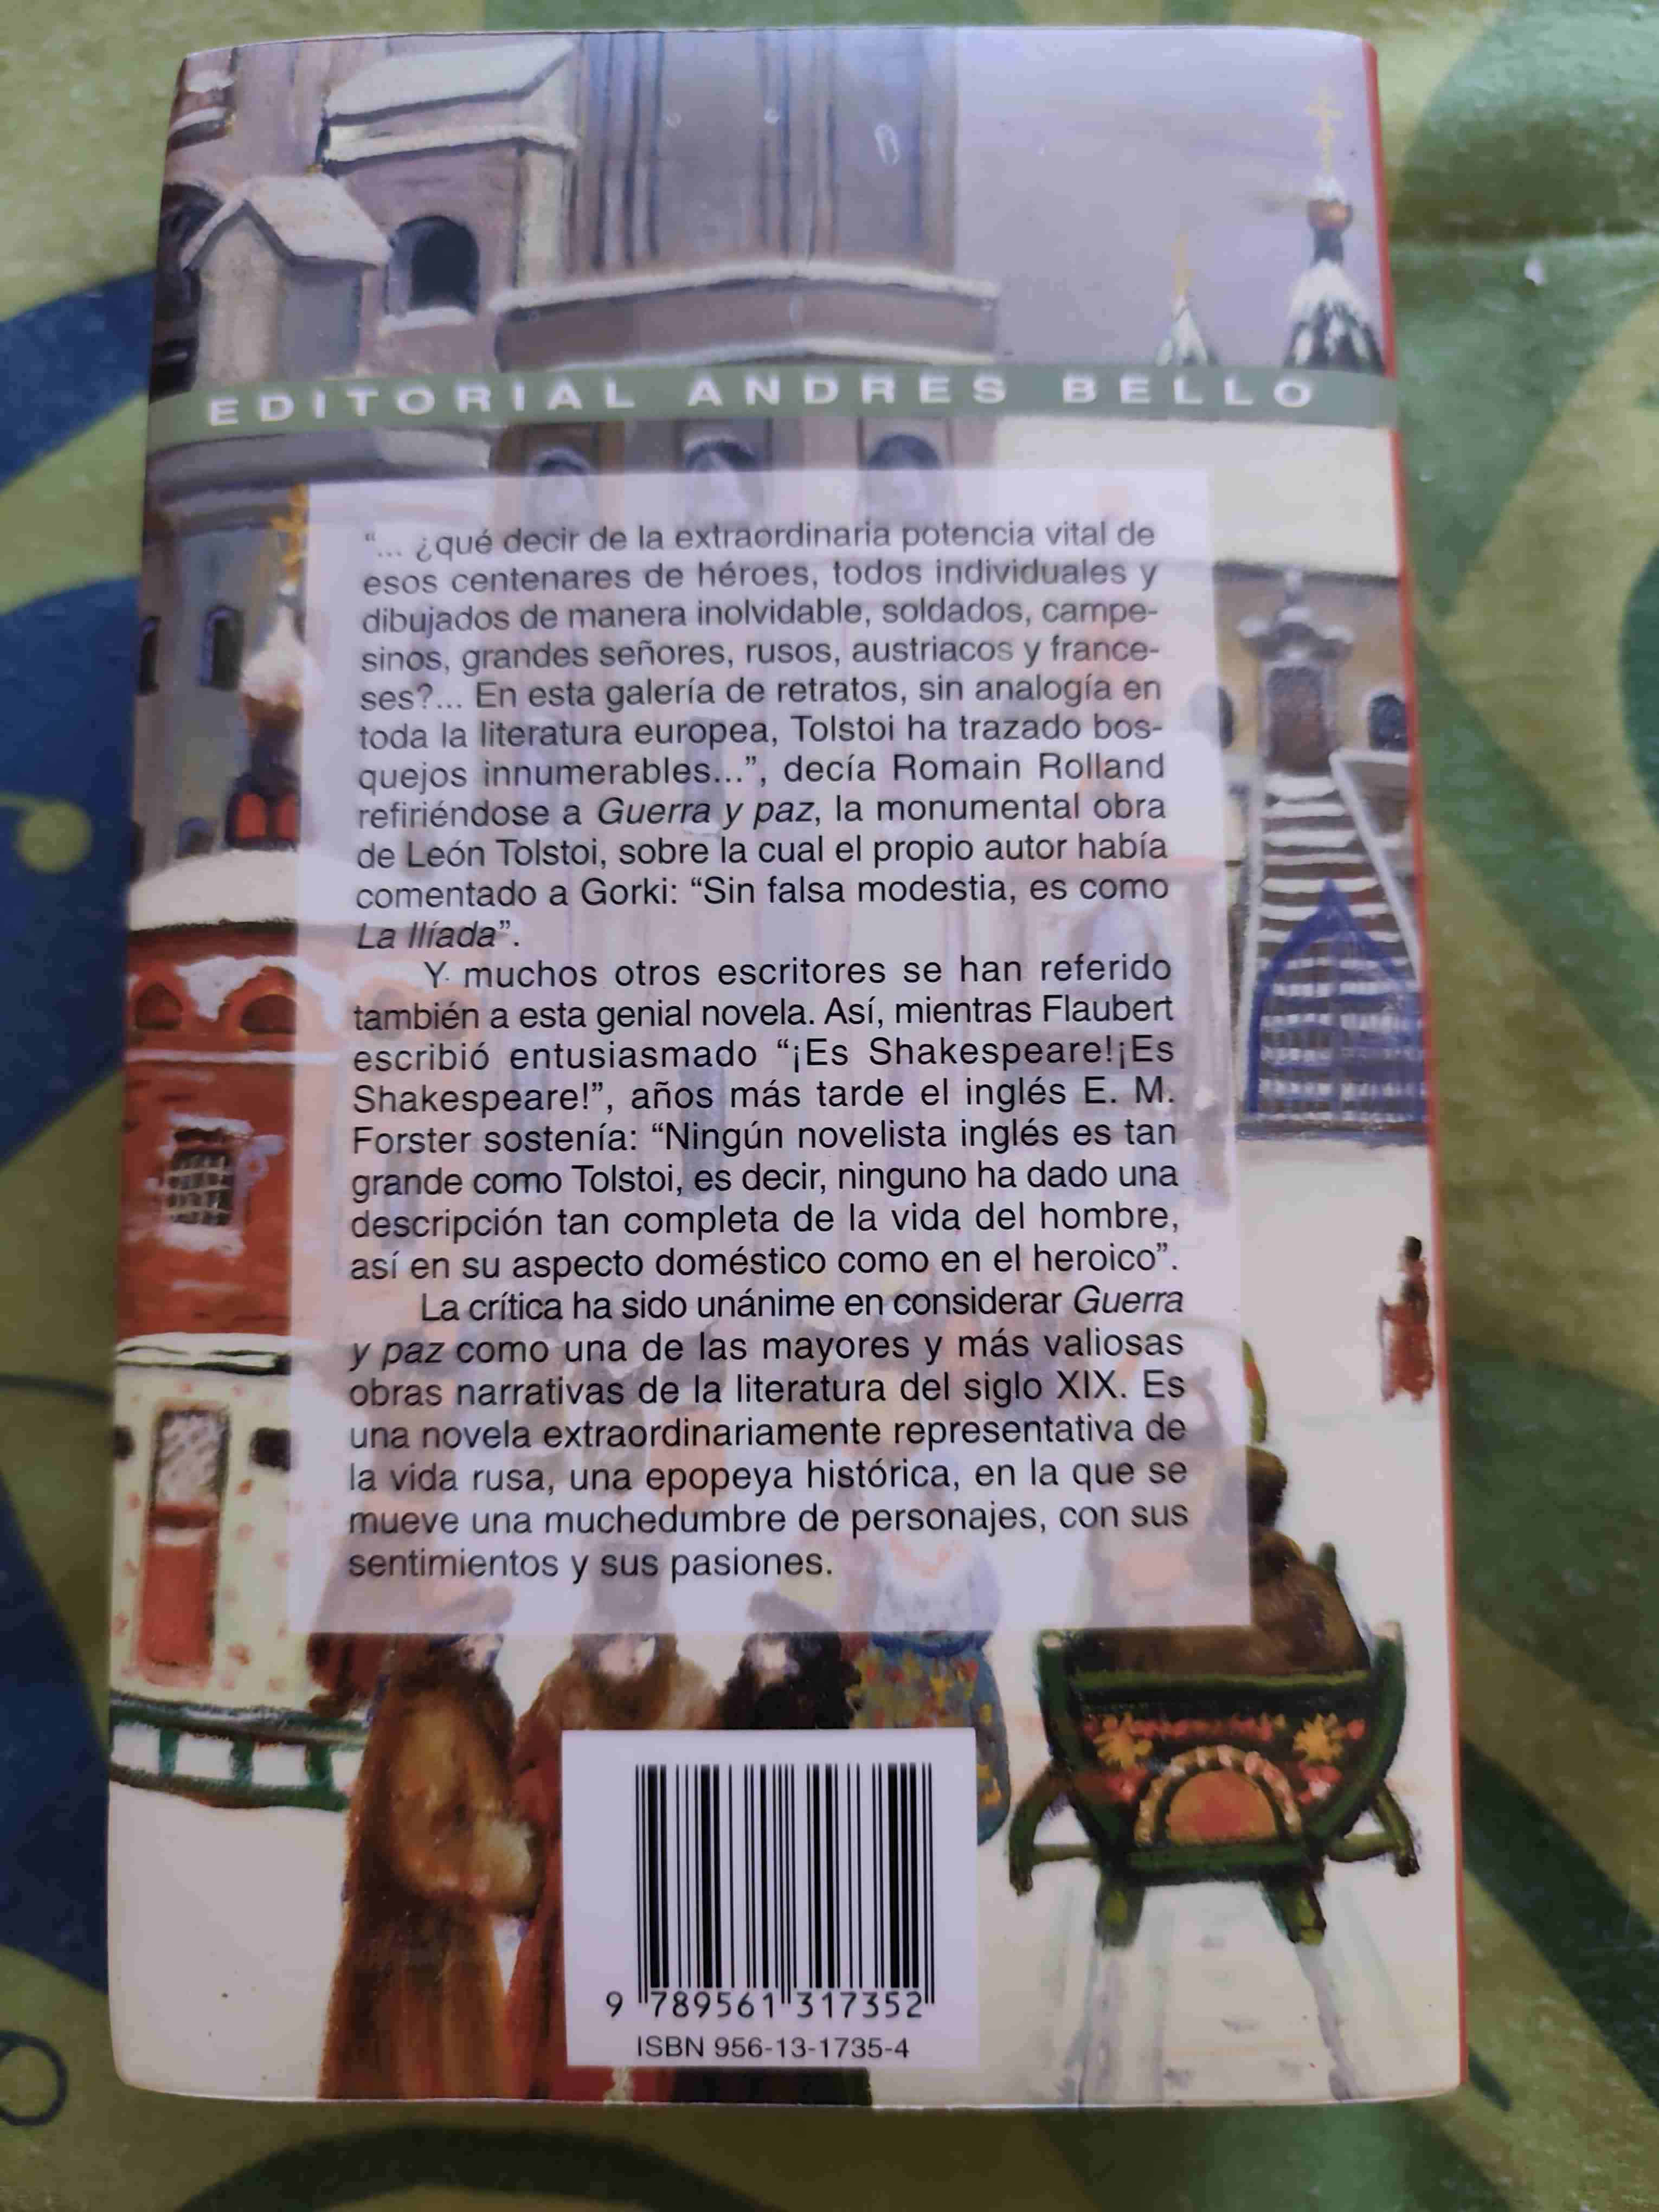 EDITORIAL ANDRES BELLO
“... ¿qué decir de la extraordinaria potencia vital de
esos centenares de héroes, todos individuales y
dibujados de manera inolvidable, soldados, campe-
sinos, grandes señores, rusos, austriacos y france-
ses?... En esta galería de retratos, sin analogía en
toda la literatura europea, Tolstoi ha trazado bos-
quejos innumerables...”, decía Romain Rolland
refiriéndose a Guerra y paz, la monumental obra
de León Tolstoi, sobre la cual el propio autor había
comentado a Gorki: “Sin falsa modestia, es como
La Ilíada”.
Y muchos otros escritores se han referido
también a esta genial novela. Así, mientras Flaubert
escribió entusiasmado “¡Es Shakespeare!¡Es
Shakespeare!”, años más tarde el inglés E. M.
Forster sostenía: “Ningún novelista inglés es tan
grande como Tolstoi, es decir, ninguno ha dado una
descripción tan completa de la vida del hombre,
así en su aspecto doméstico como en el heroico”.
La crítica ha sido unánime en considerar Guerra
y paz como una de las mayores y más valiosas
obras narrativas de la literatura del siglo XIX. Es
una novela extraordinariamente representativa de
la vida rusa, una epopeya histórica, en la que se
mueve una muchedumbre de personajes, con sus
sentimientos y sus pasiones.
9 789561 317352
ISBN 956-13-1735-4